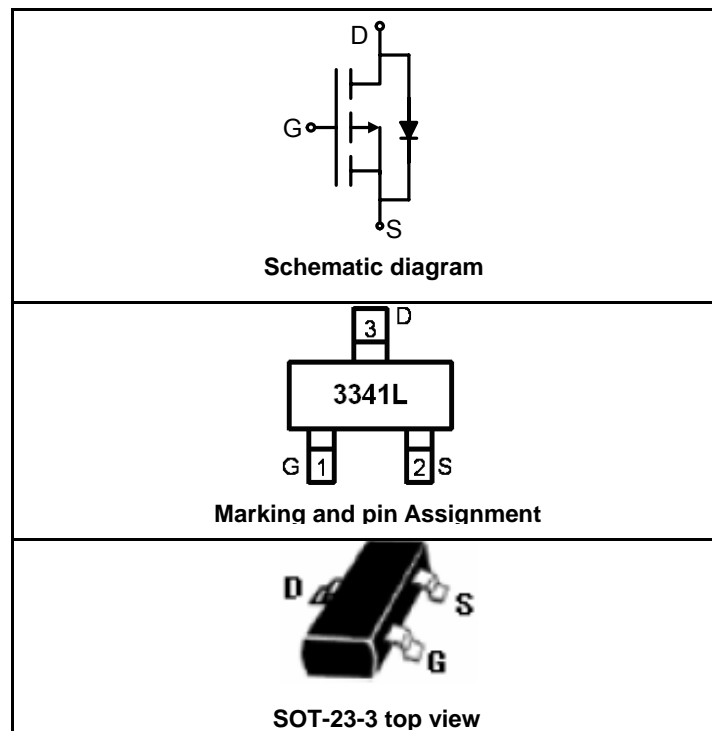 D
G
S
Schematic diagram
3 D
3341L
G 1 2 S
Marking and pin Assignment
D
S
G
SOT-23-3 top view